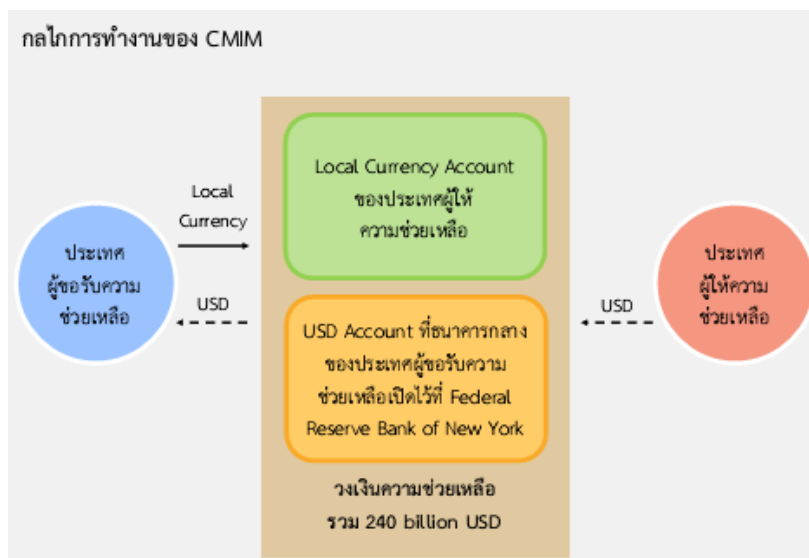 กลไกการทำงานของ CMIM
Local Currency Account
ของประเทศผู้ให้
ความช่วยเหลือ
Local
Currency
ประเทศ
ผู้ขอรับความ
ช่วยเหลือ
USD
USD Account ที่ธนาคารกลาง
ของประเทศผู้ขอรับความ
ช่วยเหลือเปิดไว้ที่ Federal
Reserve Bank of New York
USD
ประเทศ
ผู้ให้ความ
ช่วยเหลือ
วงเงินความช่วยเหลือ
รวม 240 billion USD